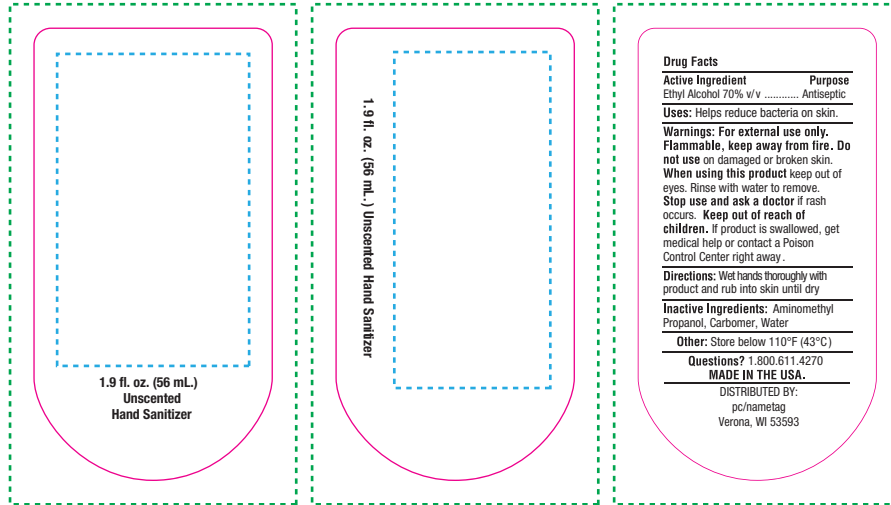 1.9 fl. oz. (56 mL.)
Unscented
Hand Sanitizer
1.9 fl. oz. (56 mL.) Unscented Hand Sanitizer
Drug Facts
Active Ingredient Purpose
Ethyl Alcohol 70% v/v ............ Antiseptic
Uses: Helps reduce bacteria on skin.
Warnings: For external use only.
Flammable, keep away from fire. Do
not use on damaged or broken skin.
When using this product keep out of
eyes. Rinse with water to remove.
Stop use and ask a doctor if rash
occurs. Keep out of reach of
children. If product is swallowed, get
medical help or contact a Poison
Control Center right away.
Directions: Wet hands thoroughly with
product and rub into skin until dry
Inactive Ingredients: Aminomethyl
Propanol, Carbomer, Water
Other: Store below 110°F (43°C)
Questions? 1.800.611.4270
MADE IN THE USA.
DISTRIBUTED BY:
pc/nametag
Verona, WI 53593